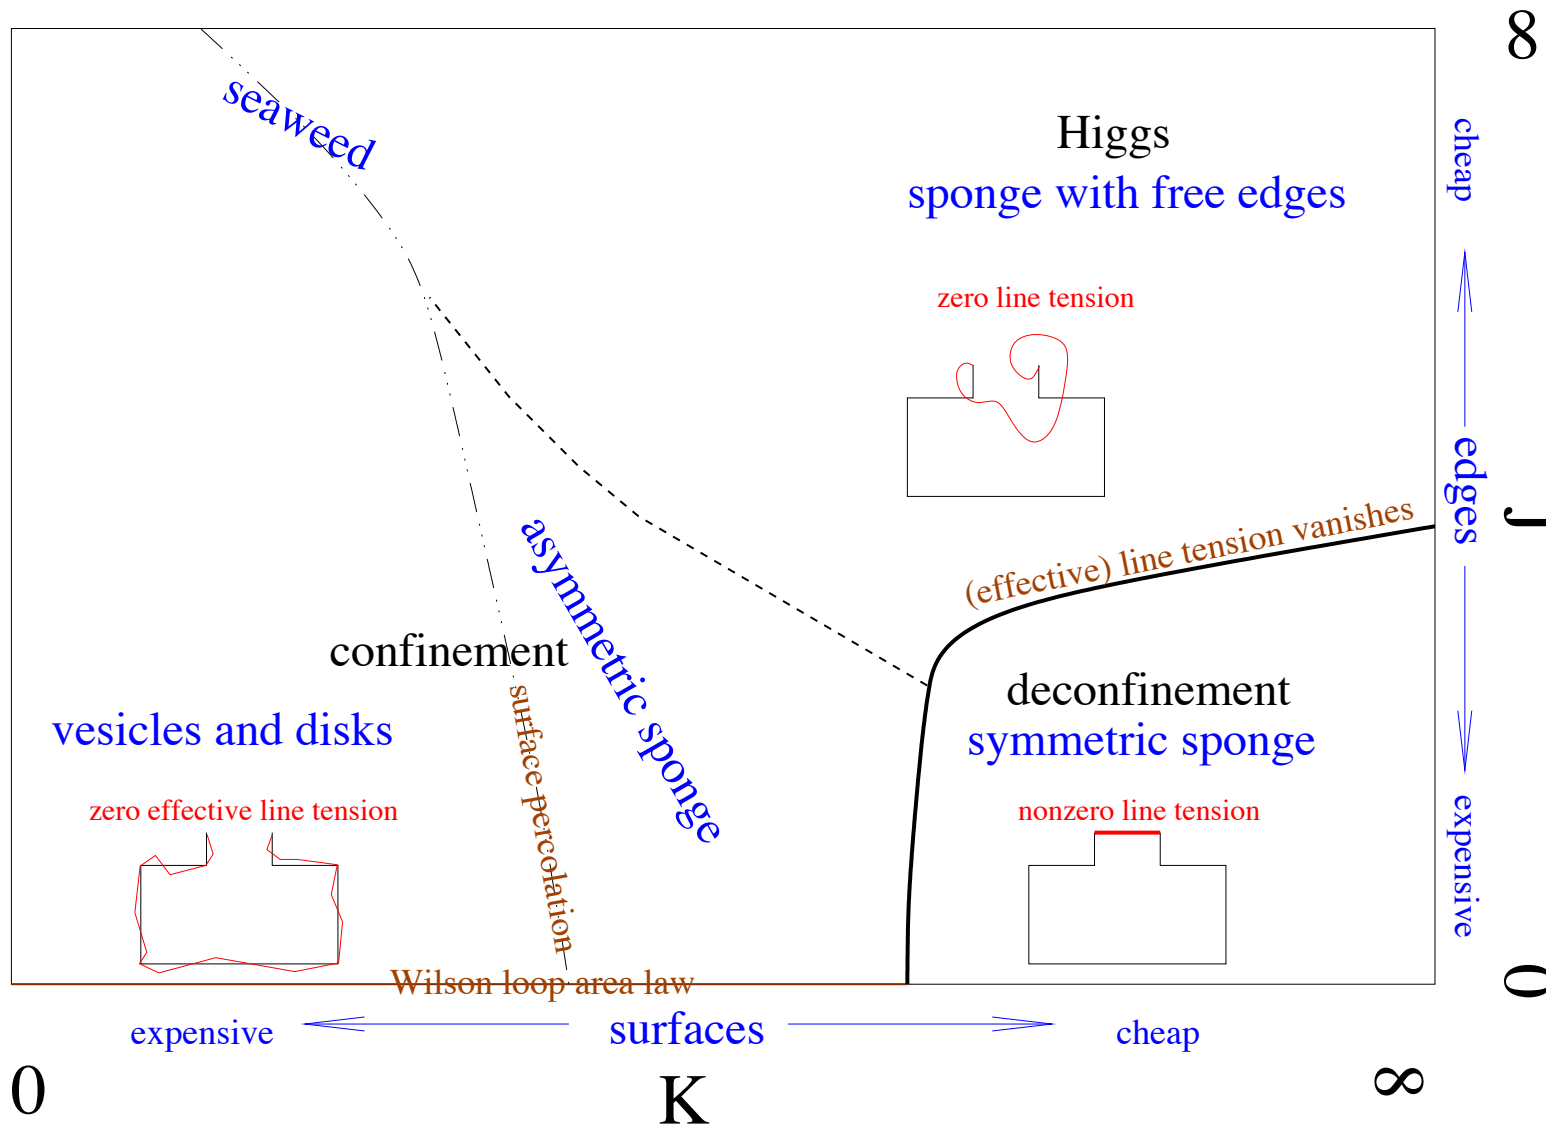 ∞
seaweed
Higgs
sponge with free edges
cheap
zero line tension
edges
J
(effective) line tension vanishes
asymmetric sponge
confinement
deconfinement
symmetric sponge
surface percolation
vesicles and disks
zero effective line tension
nonzero line tension
expensive
Wilson loop area law
0
expensive
surfaces
cheap
0
K
∞